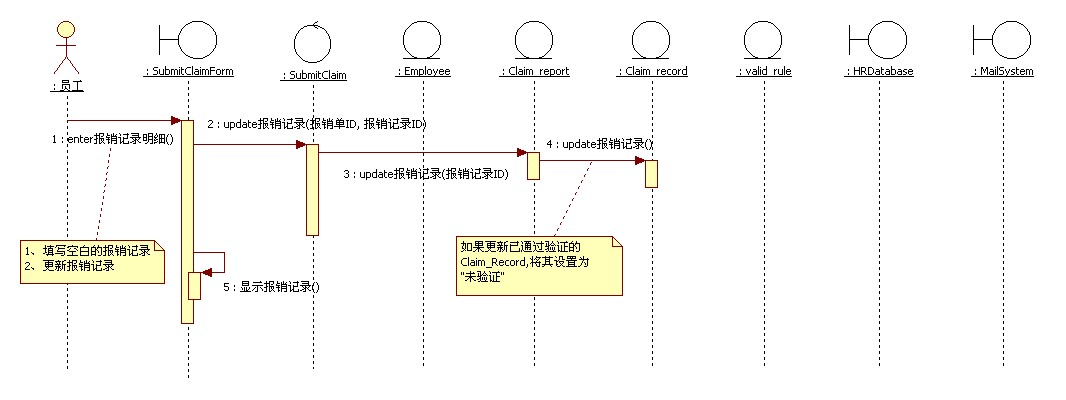 : 员工
: SubmitClaimForm
: SubmitClaim
: Employee
: Claim_report
: Claim_record
: valid_rule
: HRDatabase
: MailSystem
1 : enter报销记录明细()
2 : update报销记录(报销单ID, 报销记录ID)
3 : update报销记录(报销记录ID)
4 : update报销记录()
1、填写空白的报销记录
2、更新报销记录
如果更新已通过验证的
Claim_Record,将其设置为
"未验证"
5 : 显示报销记录()